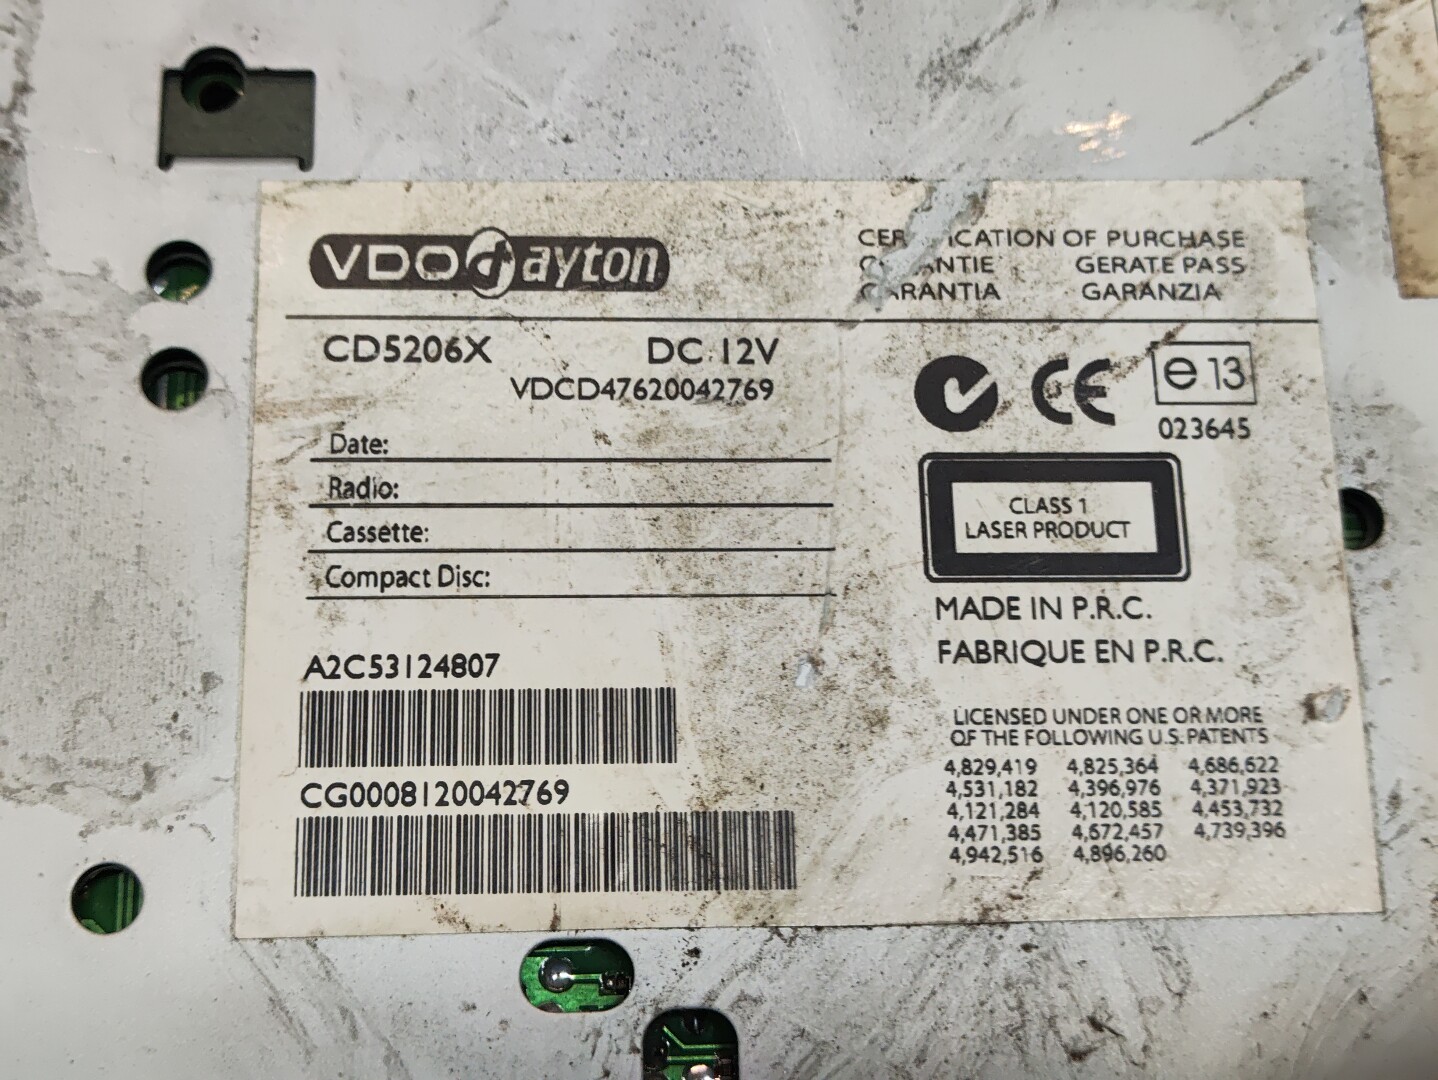 VDO dayton
CERTIFICATION OF PURCHASE
GARANTIE GERATE PASS
GARANTIA GARANZIA
CD5206X DC 12V
VDCD47620042769
Date:
Radio:
Cassette:
Compact Disc:
CE e 13
023645
CLASS 1
LASER PRODUCT
MADE IN P.R.C.
FABRIQUE EN P.R.C.
A2C53124807
CG0008120042769
LICENSED UNDER ONE OR MORE
OF THE FOLLOWING U.S. PATENTS
4,829,419 4,825,364 4,686,622
4,531,182 4,396,976 4,371,923
4,121,284 4,120,585 4,453,732
4,471,385 4,672,457 4,739,396
4,942,516 4,896,260